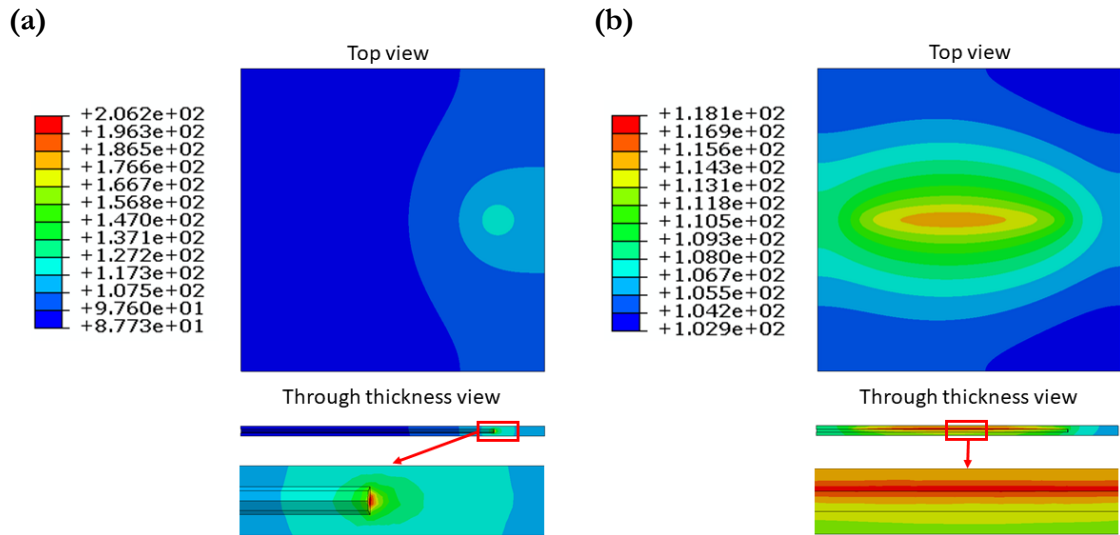 (a)
Top view
+2.062e+02
+1.963e+02
+1.865e+02
+1.766e+02
+1.667e+02
+1.568e+02
+1.470e+02
+1.371e+02
+1.272e+02
+1.173e+02
+1.075e+02
+9.760e+01
+8.773e+01
Through thickness view
(b)
Top view
+1.181e+02
+1.169e+02
+1.156e+02
+1.143e+02
+1.131e+02
+1.118e+02
+1.105e+02
+1.093e+02
+1.080e+02
+1.067e+02
+1.055e+02
+1.042e+02
+1.029e+02
Through thickness view